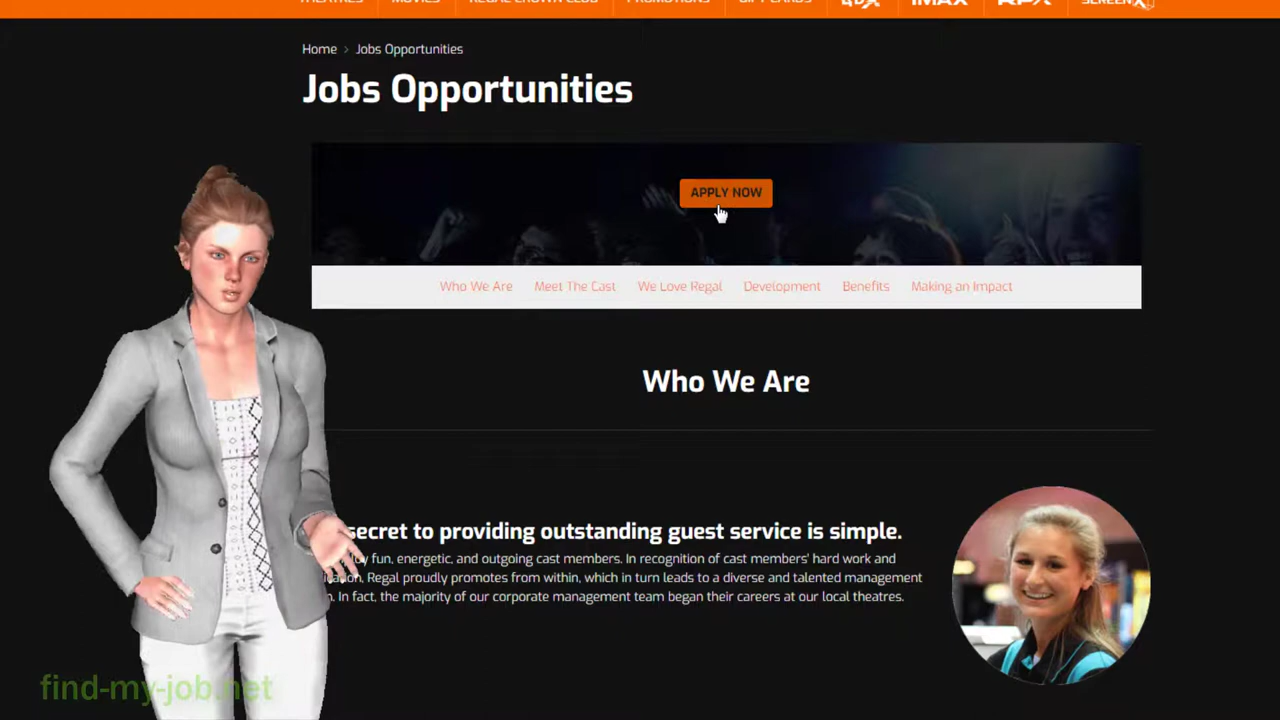 THEATRES MOVIES REGAL CROWN CLUB PROMOTIONS GIFT CARDS 4DX IMAX RPX SCREENX
Home > Jobs Opportunities
Jobs Opportunities
APPLY NOW
Who We Are Meet The Cast We Love Regal Development Benefits Making an Impact
Who We Are
secret to providing outstanding guest service is simple.
fun, energetic, and outgoing cast members. In recognition of cast members' hard work and
Regal proudly promotes from within, which in turn leads to a diverse and talented management
In fact, the majority of our corporate management team began their careers at our local theatres.
find-my-job.net